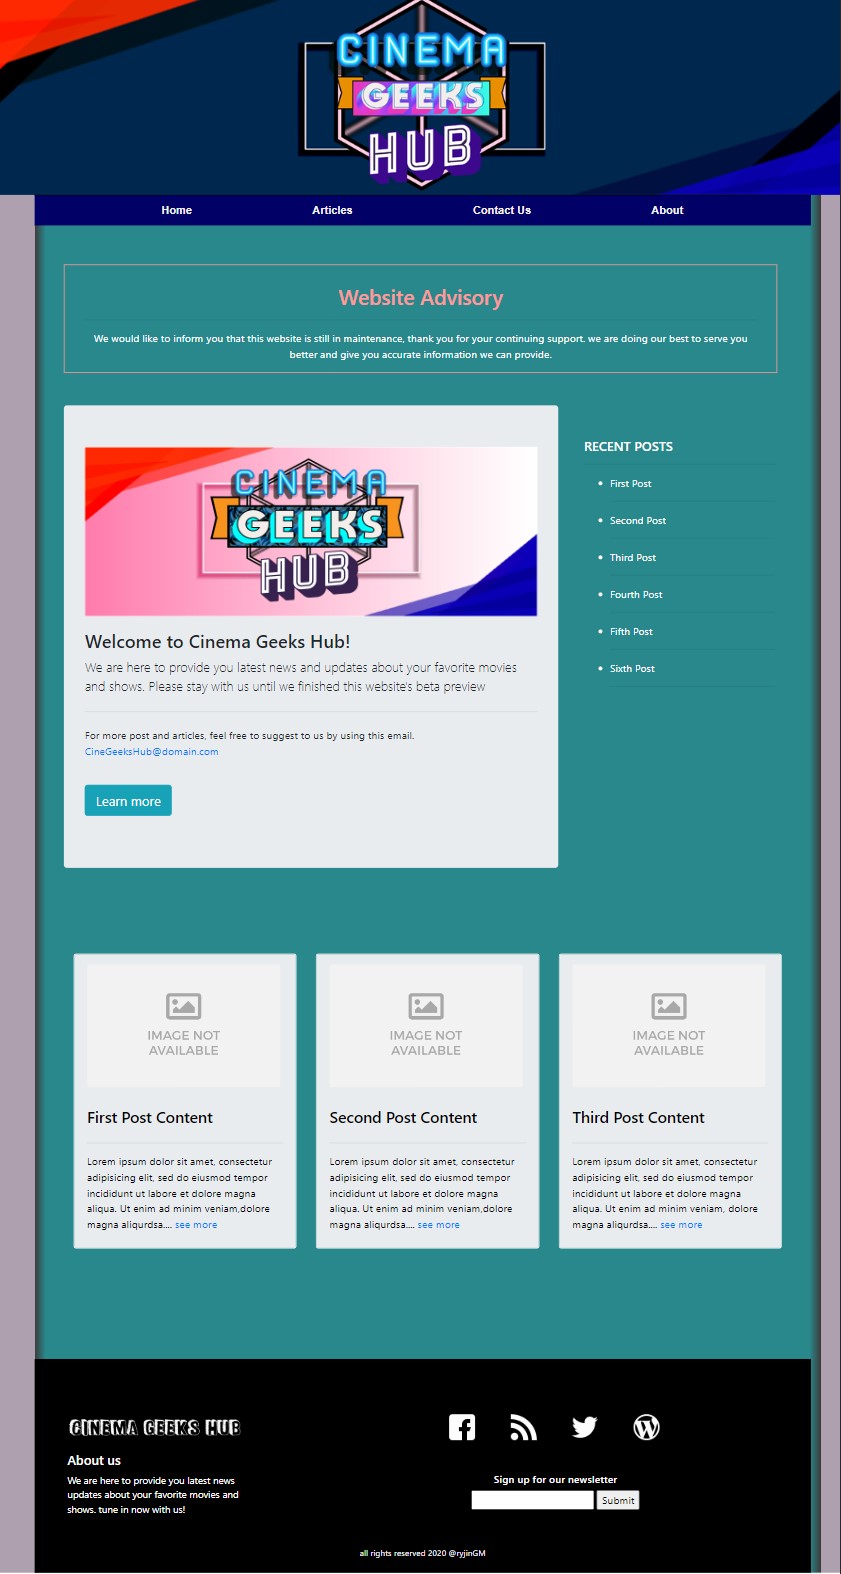 CINEMA
GEEKS
HUB
Home Articles Contact Us About
Website Advisory
We would like to inform you that this website is still in maintenance, thank you for your continuing support. we are doing our best to serve you
better and give you accurate information we can provide.
CINEMA
GEEKS
HUB
Welcome to Cinema Geeks Hub!
We are here to provide you latest news and updates about your favorite movies
and shows. Please stay with us until we finished this website's beta preview
For more post and articles, feel free to suggest to us by using this email.
CineGeeksHub@domain.com
Learn more
RECENT POSTS
First Post
Second Post
Third Post
Fourth Post
Fifth Post
Sixth Post
IMAGE NOT
AVAILABLE
First Post Content
Lorem ipsum dolor sit amet, consectetur
adipisicing elit, sed do eiusmod tempor
incididunt ut labore et dolore magna
aliqua. Ut enim ad minim veniam,dolore
magna aliqurdsa.... see more
IMAGE NOT
AVAILABLE
Second Post Content
Lorem ipsum dolor sit amet, consectetur
adipisicing elit, sed do eiusmod tempor
incididunt ut labore et dolore magna
aliqua. Ut enim ad minim veniam,dolore
magna aliqurdsa.... see more
IMAGE NOT
AVAILABLE
Third Post Content
Lorem ipsum dolor sit amet, consectetur
adipisicing elit, sed do eiusmod tempor
incididunt ut labore et dolore magna
aliqua. Ut enim ad minim veniam, dolore
magna aliqurdsa.... see more
CINEMA GEEKS HUB
About us
We are here to provide you latest news
updates about your favorite movies and
shows. tune in now with us!
Sign up for our newsletter
Submit
all rights reserved 2020 @ryjinGM